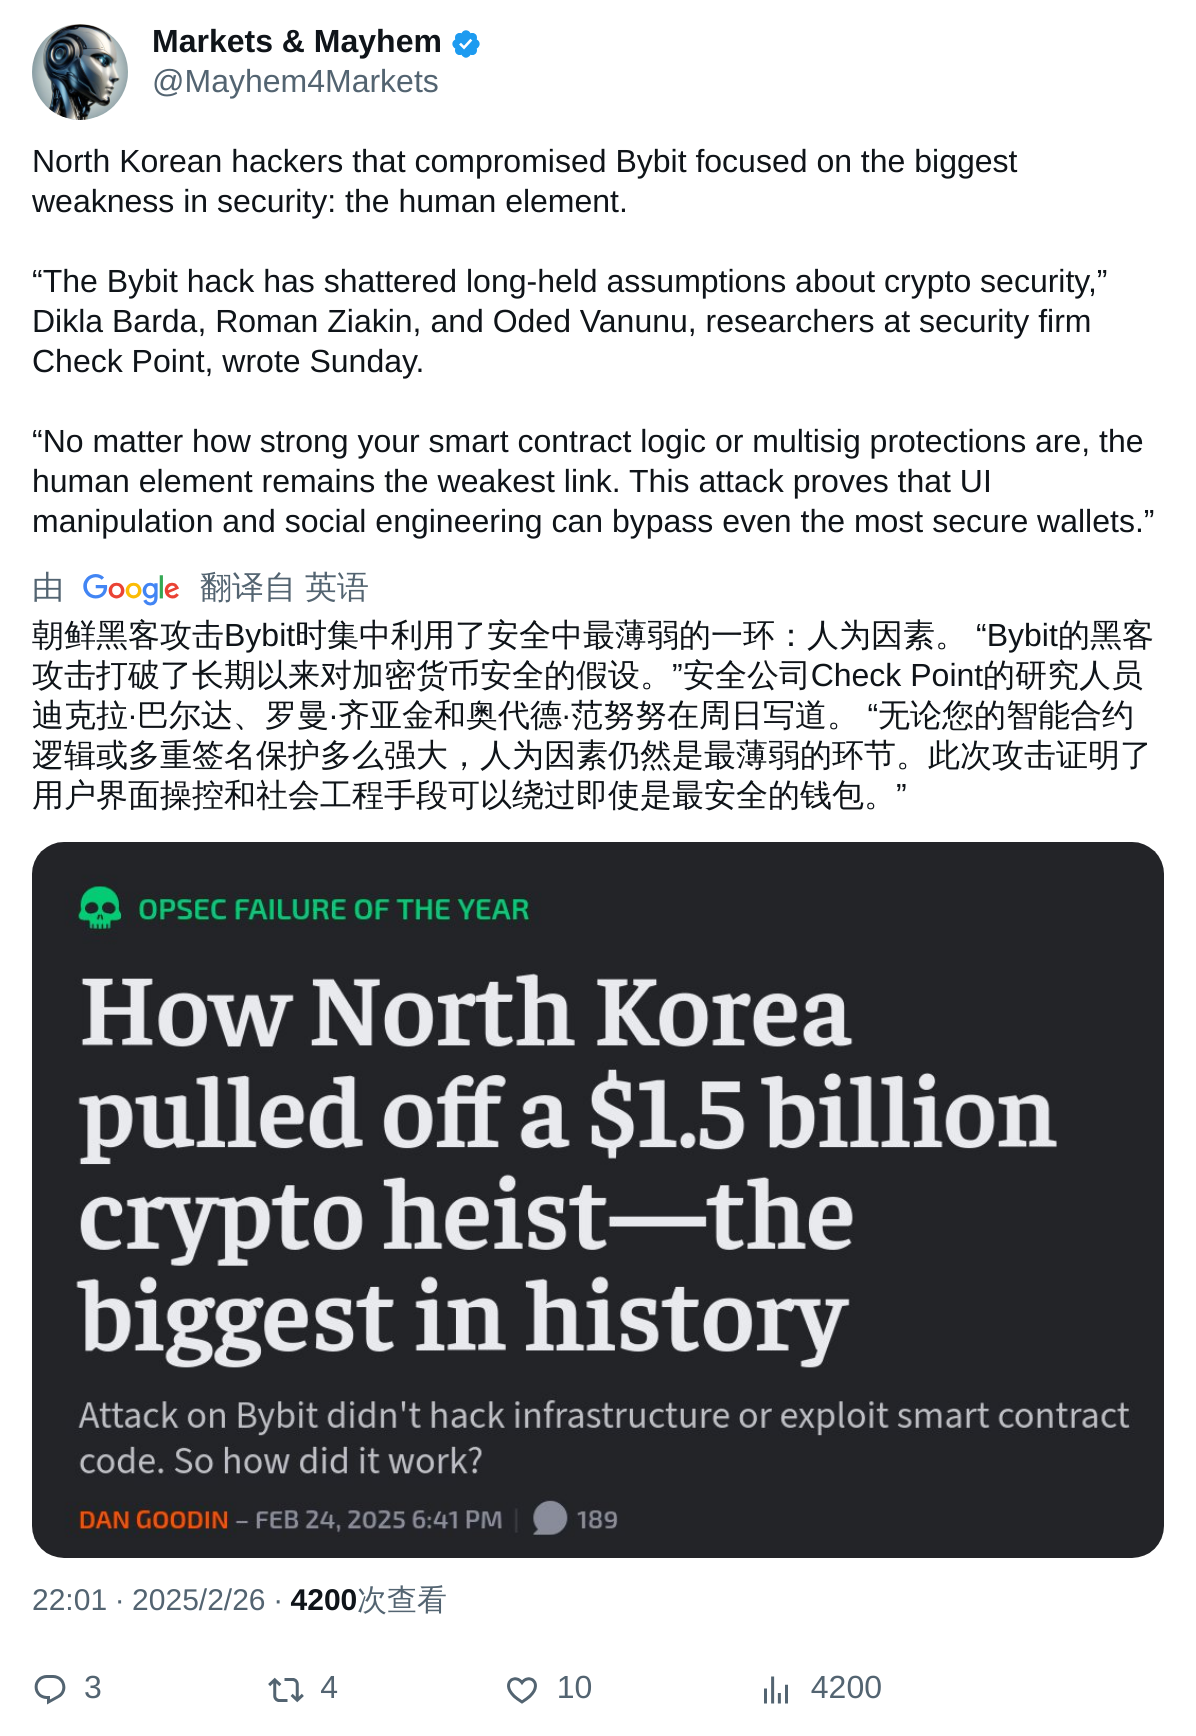 Markets & Mayhem
@Mayhem4Markets
North Korean hackers that compromised Bybit focused on the biggest
weakness in security: the human element.
“The Bybit hack has shattered long-held assumptions about crypto security,”
Dikla Barda, Roman Ziakin, and Oded Vanunu, researchers at security firm
Check Point, wrote Sunday.
“No matter how strong your smart contract logic or multisig protections are, the
human element remains the weakest link. This attack proves that UI
manipulation and social engineering can bypass even the most secure wallets.”
由 Google 翻译自 英语
朝鲜黑客攻击Bybit时集中利用了安全中最薄弱的一环：人为因素。 “Bybit的黑客
攻击打破了长期以来对加密货币安全的假设。”安全公司Check Point的研究人员
迪克拉·巴尔达、罗曼·齐亚金和奥代德·范努努在周日写道。 “无论您的智能合约
逻辑或多重签名保护多么强大，人为因素仍然是最薄弱的环节。此次攻击证明了
用户界面操控和社会工程手段可以绕过即使是最安全的钱包。”
OPSEC FAILURE OF THE YEAR
How North Korea
pulled off a $1.5 billion
crypto heist—the
biggest in history
Attack on Bybit didn't hack infrastructure or exploit smart contract
code. So how did it work?
DAN GOODIN – FEB 24, 2025 6:41 PM | 189
22:01 · 2025/2/26 · 4200次查看
3 4 10 4200